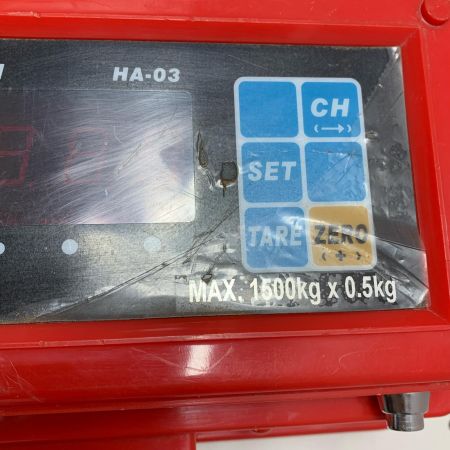 HA-03
CH
(→)
SET
TARE ZERO
(+)
MAX. 1500kg x 0.5kg